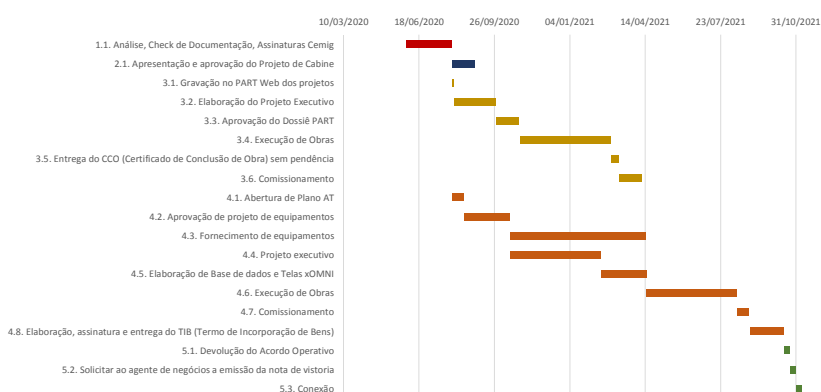 10/03/2020 18/06/2020 26/09/2020 04/01/2021 14/04/2021 23/07/2021 31/10/2021
1.1. Análise, Check de Documentação, Assinaturas Cemig
2.1. Apresentação e aprovação do Projeto de Cabine
3.1. Gravação no PART Web dos projetos
3.2. Elaboração do Projeto Executivo
3.3. Aprovação do Dossiê PART
3.4. Execução de Obras
3.5. Entrega do CCO (Certificado de Conclusão de Obra) sem pendência
3.6. Comissionamento
4.1. Abertura de Plano AT
4.2. Aprovação de projeto de equipamentos
4.3. Fornecimento de equipamentos
4.4. Projeto executivo
4.5. Elaboração de Base de dados e Telas xOMNI
4.6. Execução de Obras
4.7. Comissionamento
4.8. Elaboração, assinatura e entrega do TIB (Termo de Incorporação de Bens)
5.1. Devolução do Acordo Operativo
5.2. Solicitar ao agente de negócios a emissão da nota de vistoria
5.3. Conexão